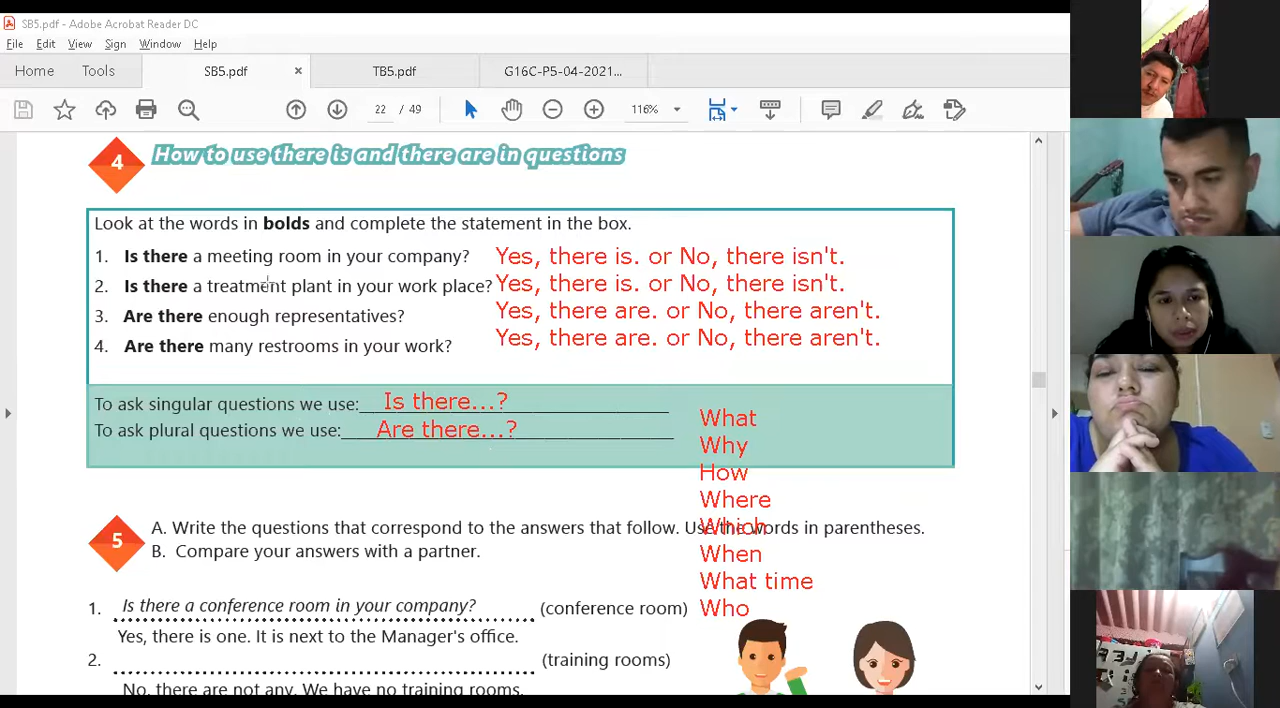 SB5.pdf - Adobe Acrobat Reader DC
File Edit View Sign Window Help
Home Tools SB5.pdf × TB5.pdf G16C-P5-04-2021...
22 / 49 116%
4 How to use there is and there are in questions
Look at the words in bolds and complete the statement in the box.
1. Is there a meeting room in your company? Yes, there is. or No, there isn't.
2. Is there a treatment plant in your work place? Yes, there is. or No, there isn't.
3. Are there enough representatives? Yes, there are. or No, there aren't.
4. Are there many restrooms in your work? Yes, there are. or No, there aren't.
To ask singular questions we use: Is there...?
To ask plural questions we use: Are there...?
What
Why
How
Where
Which
When
What time
Who
5 A. Write the questions that correspond to the answers that follow. Use the words in parentheses.
B. Compare your answers with a partner.
1. Is there a conference room in your company? (conference room)
Yes, there is one. It is next to the Manager's office.
2. (training rooms)
No, there are not any. We have no training rooms.